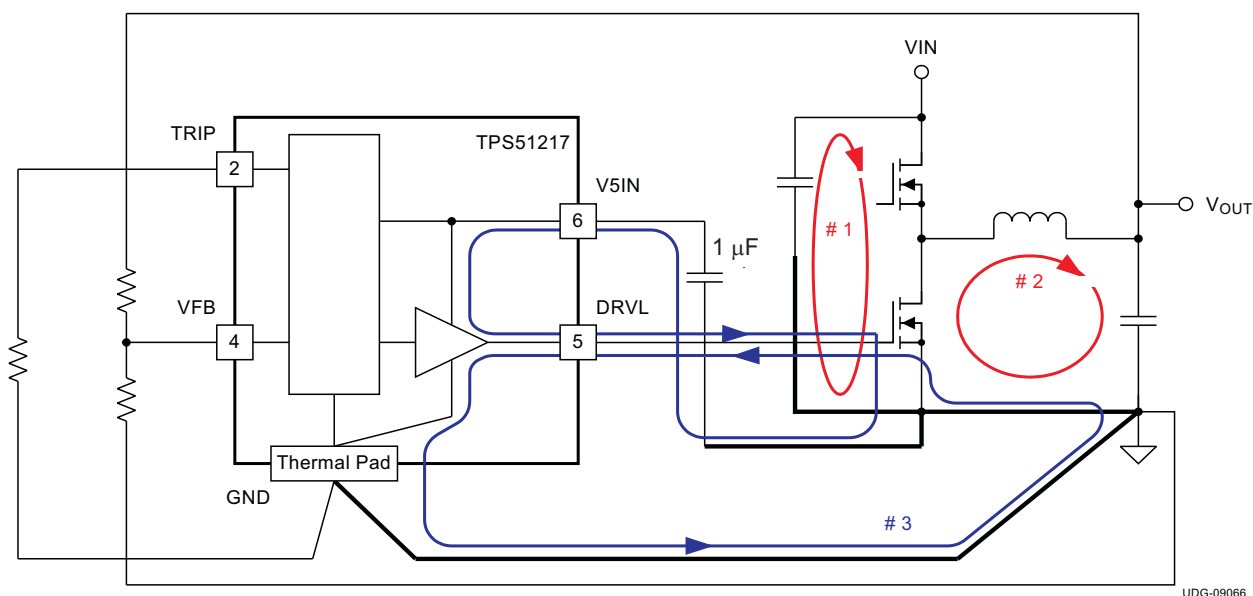 VIN
TRIP
TPS51217
2
V5IN
6
VOUT
# 1
1 μF
# 2
VFB
DRVL
4
5
Thermal Pad
GND
# 3
UDG-09066